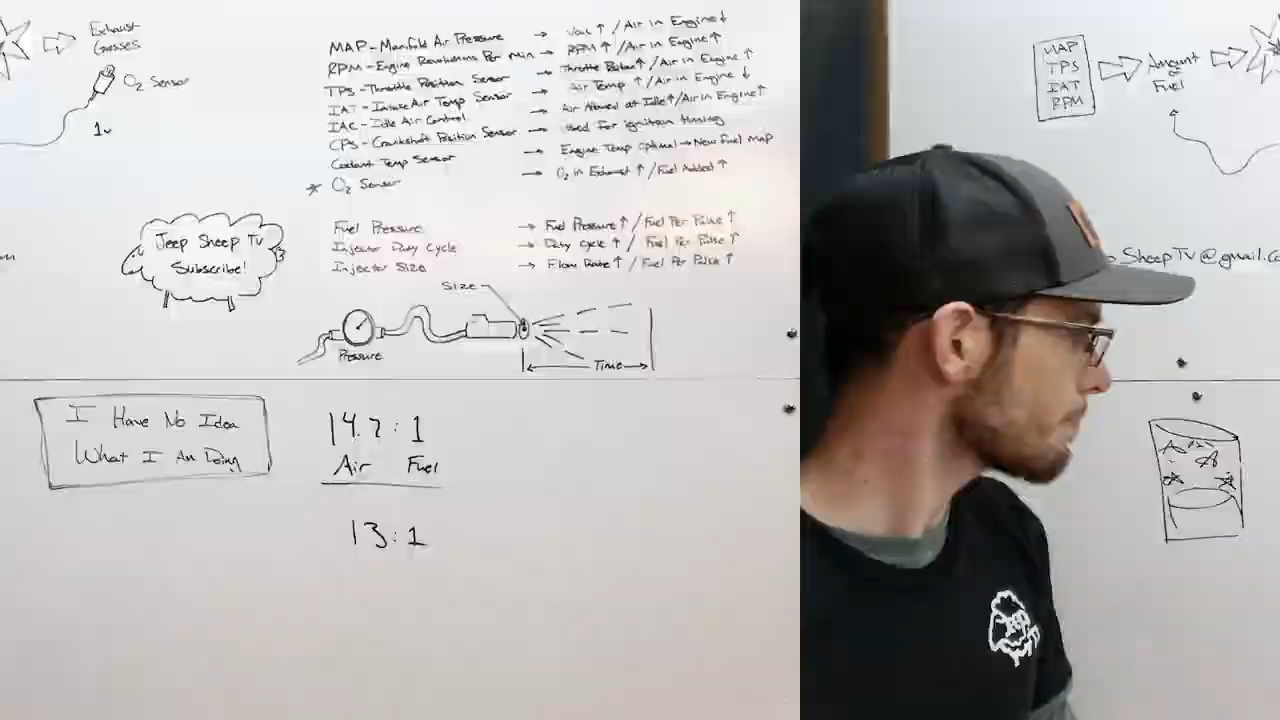 Exhaust
Gasses
O2 Sensor
1v
MAP - Manifold Air Pressure → Vac ↑ / Air in Engine ↓
RPM - Engine Revolutions Per Min → RPM ↑ / Air in Engine ↑
TPS - Throttle Position Sensor → Throttle Position ↑ / Air in Engine ↑
IAT - Intake Air Temp Sensor → Air Temp ↑ / Air in Engine ↓
IAC - Idle Air Control → Air Allowed at Idle ↑ / Air in Engine ↑
CPS - Crankshaft Position Sensor → Used for ignition timing
Coolant Temp Sensor → Engine Temp optimal → New Fuel map
* O2 Sensor → O2 in Exhaust ↑ / Fuel Added ↑
Jeep Sheep Tv
Subscribe!
Fuel Pressure → Fuel Pressure ↑ / Fuel Per Pulse ↑
Injector Duty Cycle → Duty cycle ↑ / Fuel Per Pulse ↑
Injector Size → Flow Rate ↑ / Fuel Per Pulse ↑
Size
Pressure
Time
I Have No Idea
What I Am Doing
14.7 : 1
Air Fuel
13 : 1
MAP
TPS
IAT
RPM
Amount
of
Fuel
SheepTv@gmail.co